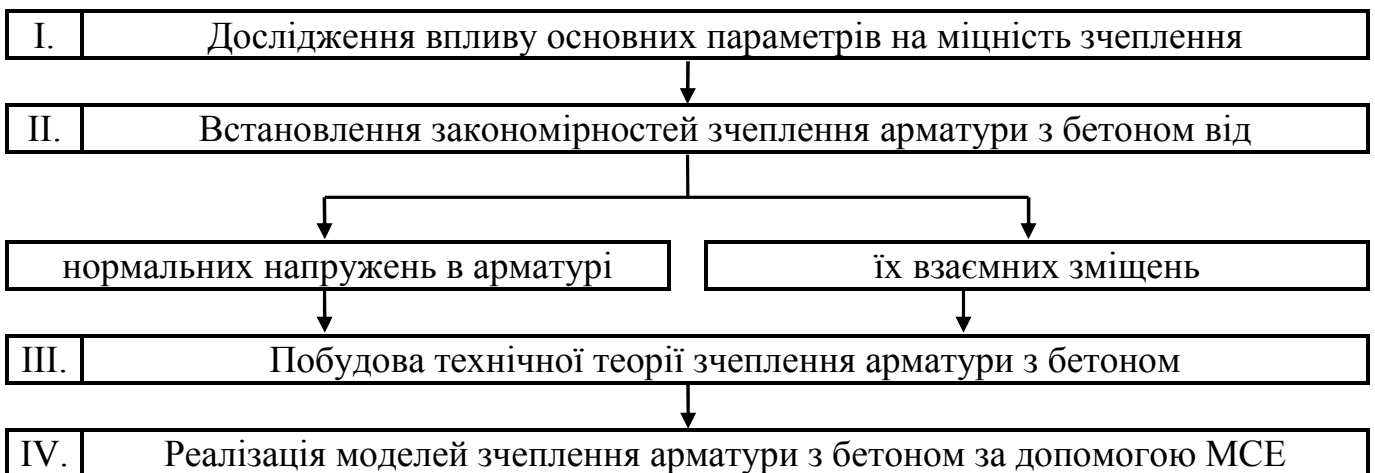 I. Дослідження впливу основних параметрів на міцність зчеплення
II. Встановлення закономірностей зчеплення арматури з бетоном від
нормальних напружень в арматурі
їх взаємних зміщень
III. Побудова технічної теорії зчеплення арматури з бетоном
IV. Реалізація моделей зчеплення арматури з бетоном за допомогою МСЕ